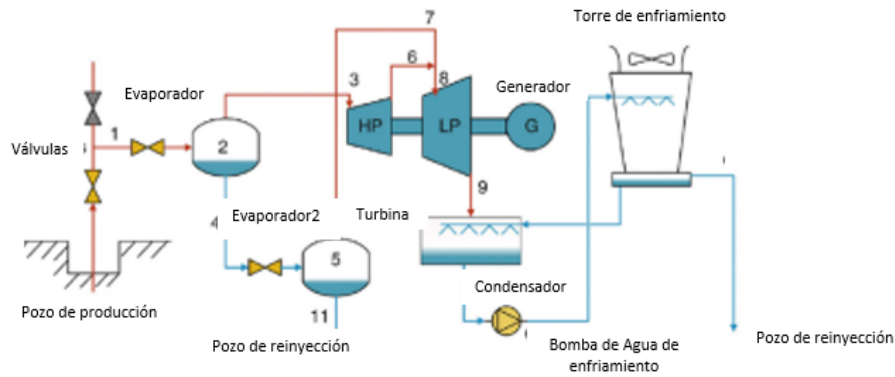 Torre de enfriamiento
7
6
3
8
Evaporador
Generador
1
2
HP
LP
G
Válvulas
9
4
Evaporador2
Turbina
5
Condensador
Pozo de producción
11
Pozo de reinyección
Bomba de Agua de
enfriamiento
Pozo de reinyección